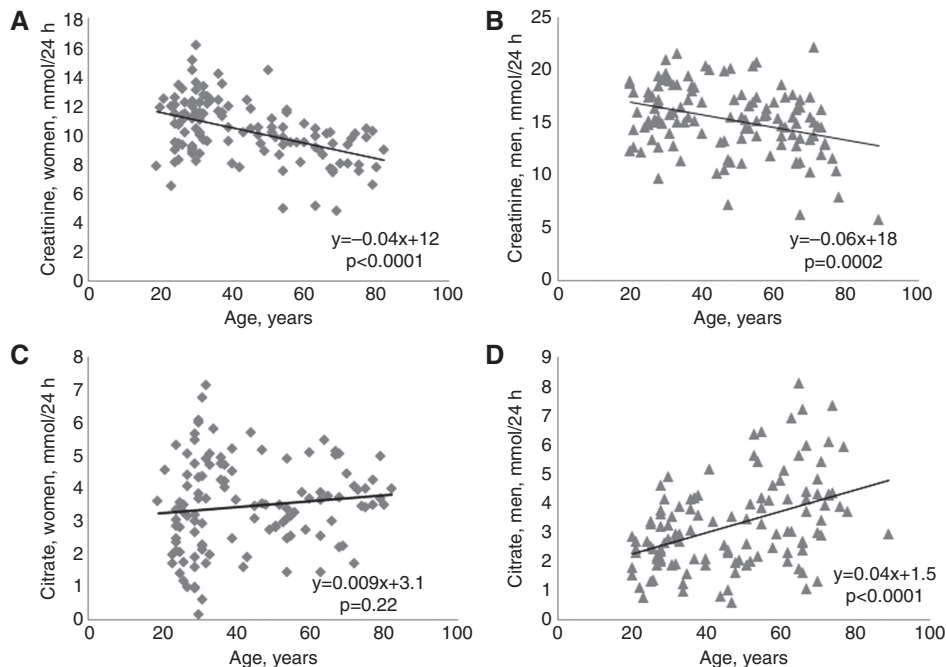 A
Creatinine, women, mmol/24 h
18
16
14
12
10
8
6
4
2
0
0 20 40 60 80 100
Age, years
y=–0.04x+12
p<0.0001
B
Creatinine, men, mmol/24 h
25
20
15
10
5
0
0 20 40 60 80 100
Age, years
y=–0.06x+18
p=0.0002
C
Citrate, women, mmol/24 h
8
7
6
5
4
3
2
1
0
0 20 40 60 80 100
Age, years
y=0.009x+3.1
p=0.22
D
Citrate, men, mmol/24 h
9
8
7
6
5
4
3
2
1
0
0 20 40 60 80 100
Age, years
y=0.04x+1.5
p<0.0001